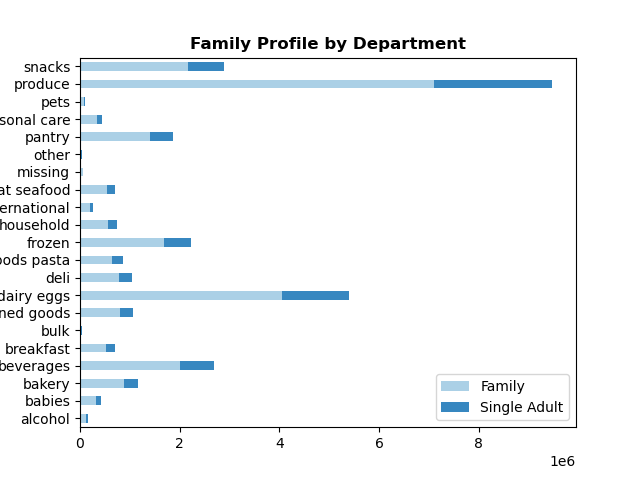 Family Profile by Department
snacks
produce
pets
sonal care
pantry
other
missing
at seafood
ernational
household
frozen
oods pasta
deli
dairy eggs
ned goods
bulk
breakfast
beverages
bakery
babies
alcohol
Family
Single Adult
0 2 4 6 8
1e6